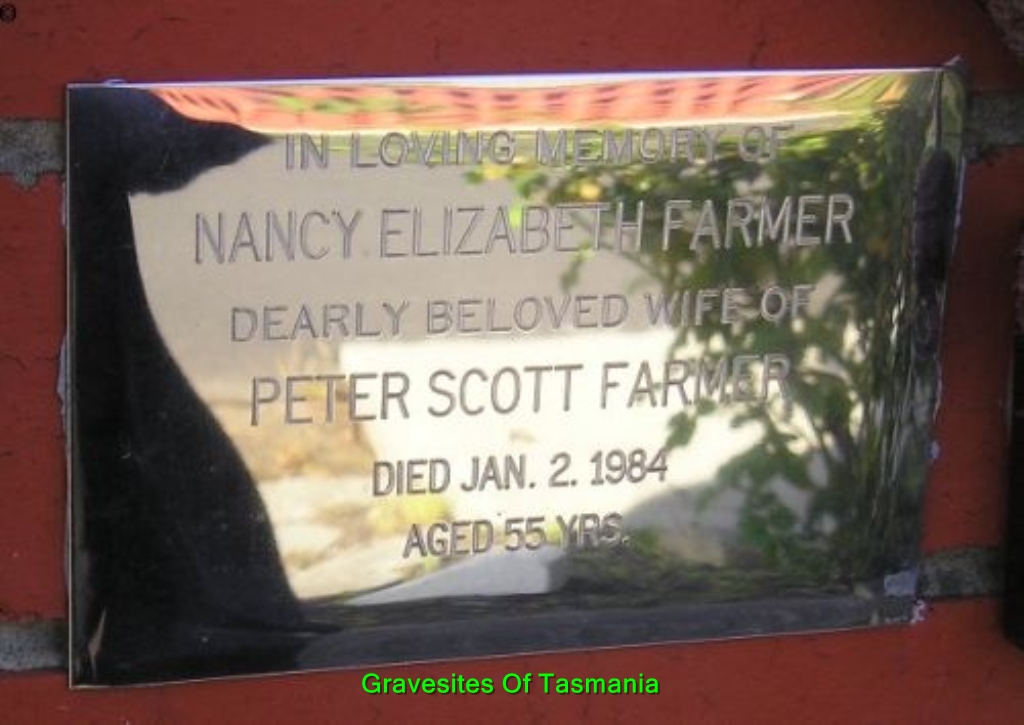 ©
IN LOVING MEMORY OF
NANCY ELIZABETH FARMER
DEARLY BELOVED WIFE OF
PETER SCOTT FARMER
DIED JAN. 2. 1984
AGED 55 YRS.
Gravesites Of Tasmania